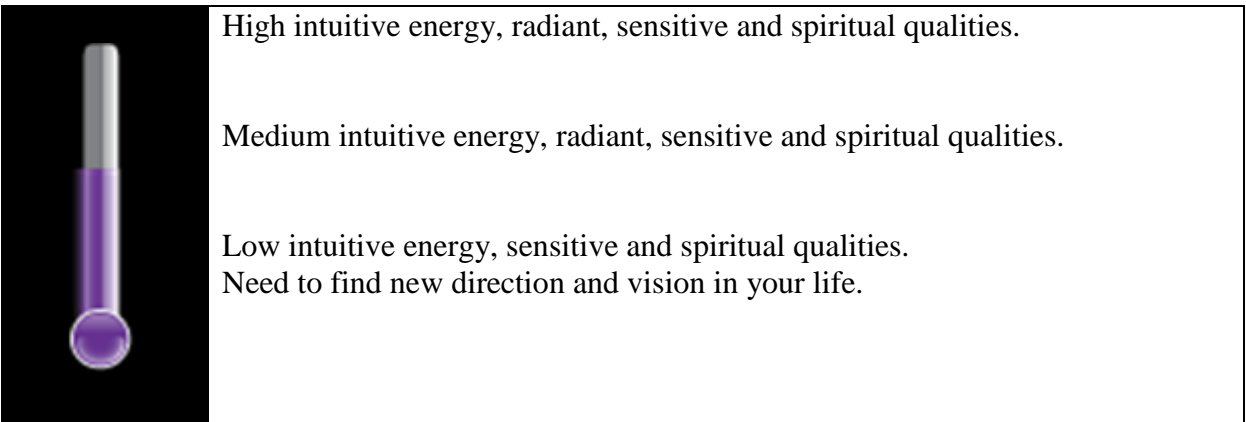 High intuitive energy, radiant, sensitive and spiritual qualities.
Medium intuitive energy, radiant, sensitive and spiritual qualities.
Low intuitive energy, sensitive and spiritual qualities.
Need to find new direction and vision in your life.